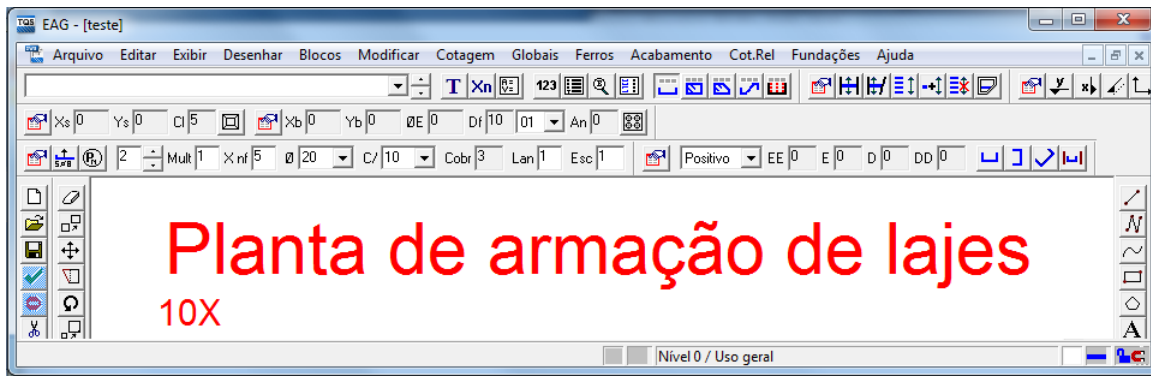 TQS EAG - [teste]
Arquivo Editar Exibir Desenhar Blocos Modificar Cotagem Globais Ferros Acabamento Cot.Rel Fundações Ajuda
T Xn 123
Xs 0 Ys 0 Cl 5 Xb 0 Yb 0 ØE 0 Df 10 01 An 0
2 Mult 1 X nf 5 Ø 20 C/ 10 Cobr 3 Lan 1 Esc 1 Positivo EE 0 E 0 D 0 DD 0
Planta de armação de lajes
10X
A
Nível 0 / Uso geral